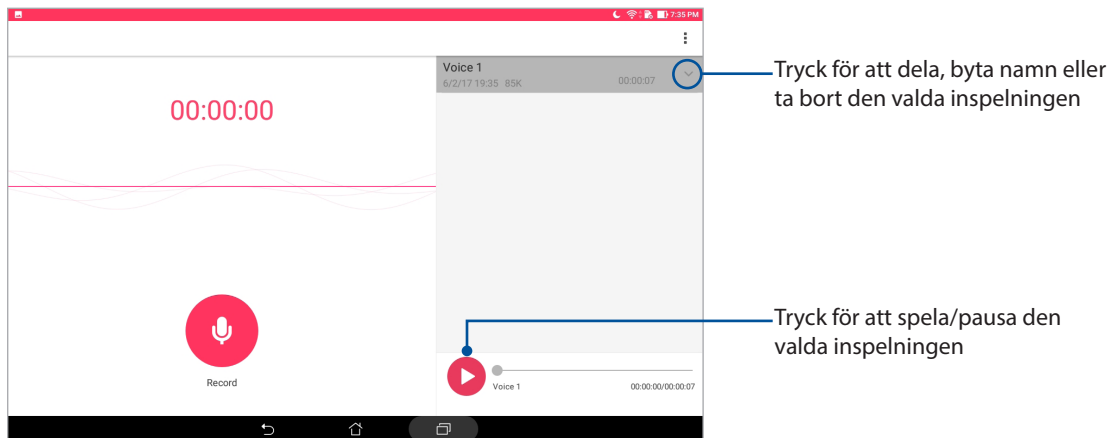 7:35 PM
Voice 1
6/2/17 19:35 85K
00:00:07
Tryck för att dela, byta namn eller
ta bort den valda inspelningen
00:00:00
Tryck för att spela/pausa den
valda inspelningen
Record
Voice 1
00:00:00/00:00:07